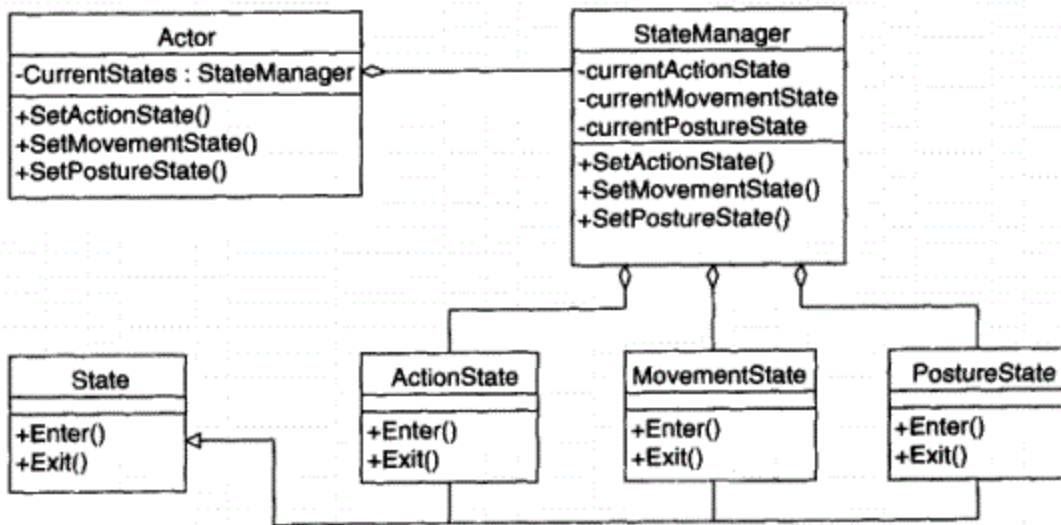 Actor
-CurrentStates : StateManager
+SetActionState()
+SetMovementState()
+SetPostureState()
StateManager
-currentActionState
-currentMovementState
-currentPostureState
+SetActionState()
+SetMovementState()
+SetPostureState()
State
+Enter()
+Exit()
ActionState
+Enter()
+Exit()
MovementState
+Enter()
+Exit()
PostureState
+Enter()
+Exit()